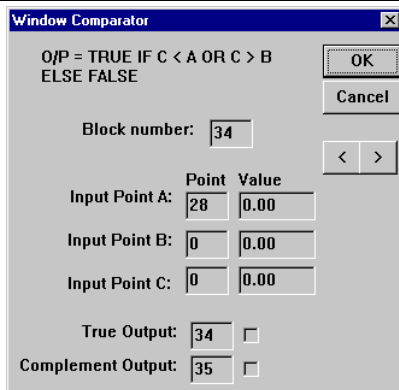 Window Comparator
O/P = TRUE IF C < A OR C > B
ELSE FALSE
OK
Cancel
Block number: 34
< >
Point Value
Input Point A: 28 0.00
Input Point B: 0 0.00
Input Point C: 0 0.00
True Output: 34
Complement Output: 35